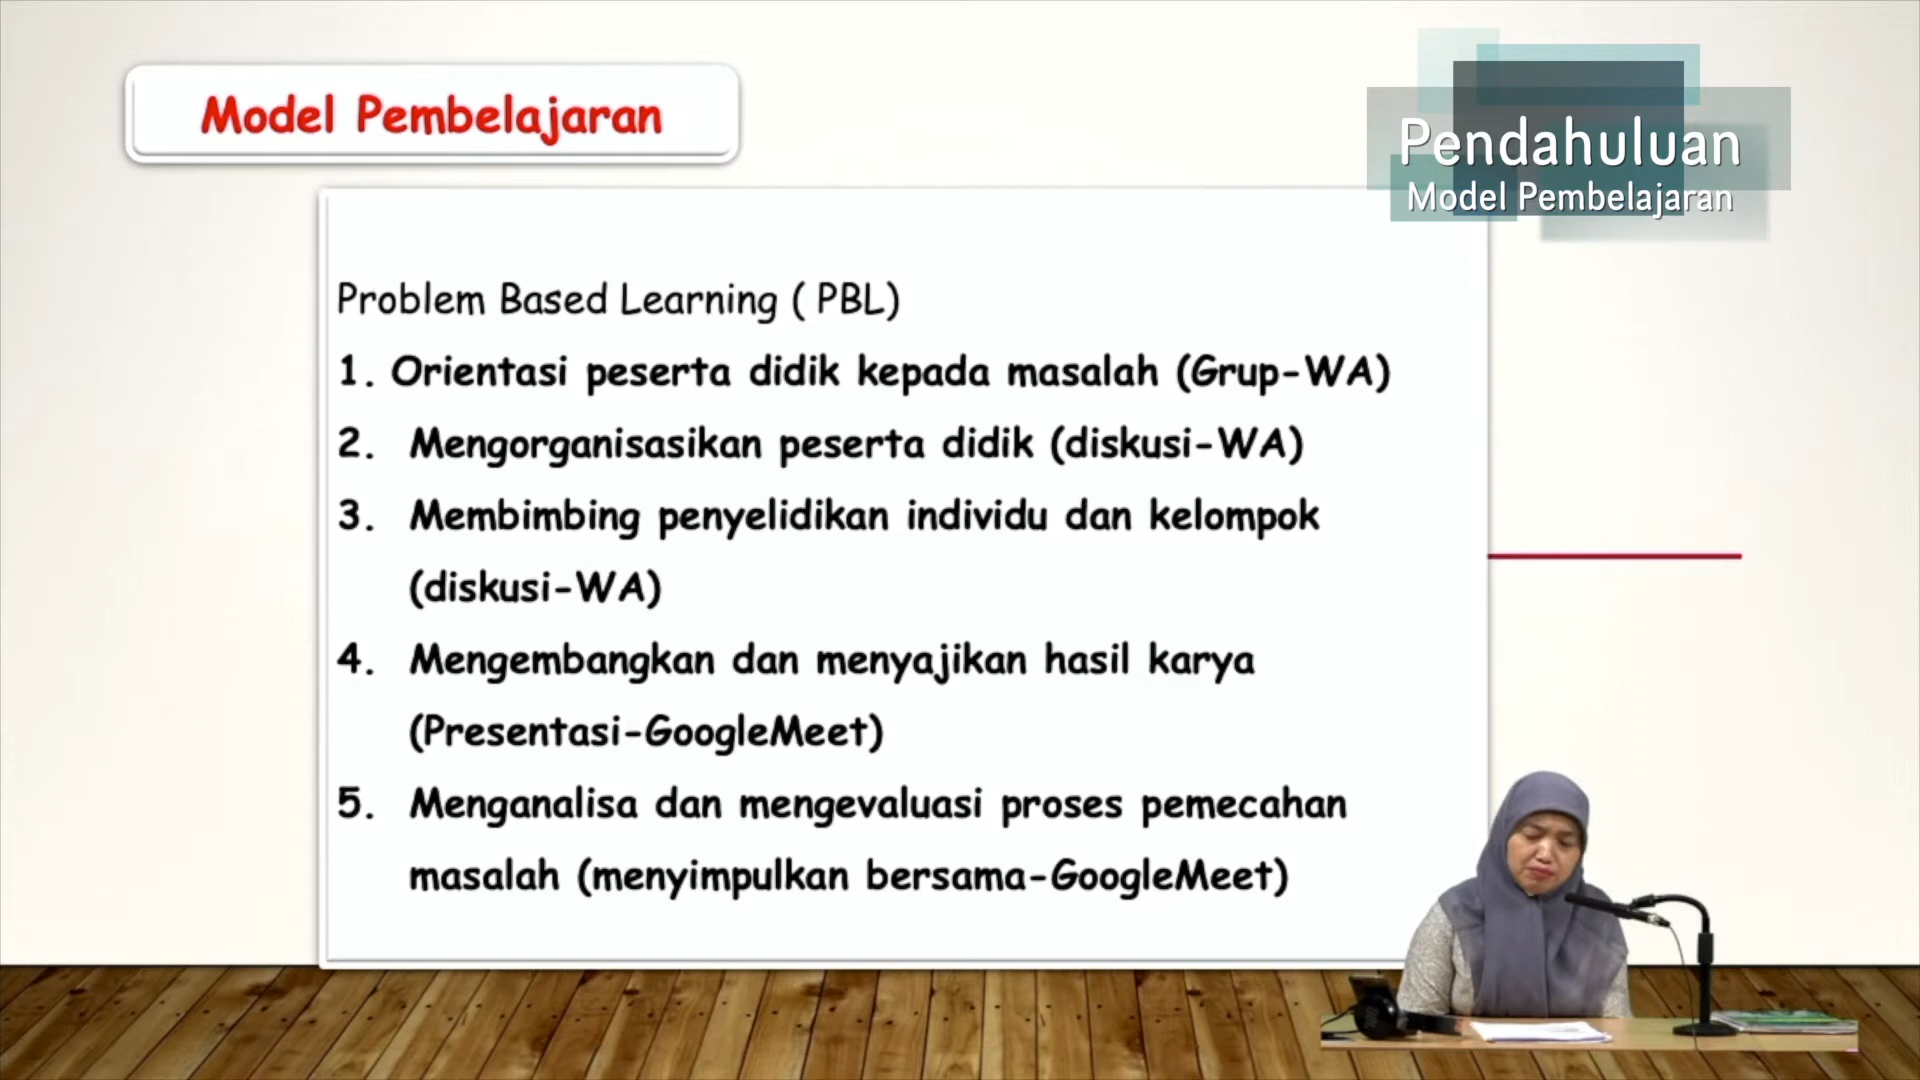 Model Pembelajaran
Pendahuluan
Model Pembelajaran
Problem Based Learning ( PBL)
1. Orientasi peserta didik kepada masalah (Grup-WA)
2. Mengorganisasikan peserta didik (diskusi-WA)
3. Membimbing penyelidikan individu dan kelompok
(diskusi-WA)
4. Mengembangkan dan menyajikan hasil karya
(Presentasi-GoogleMeet)
5. Menganalisa dan mengevaluasi proses pemecahan
masalah (menyimpulkan bersama-GoogleMeet)